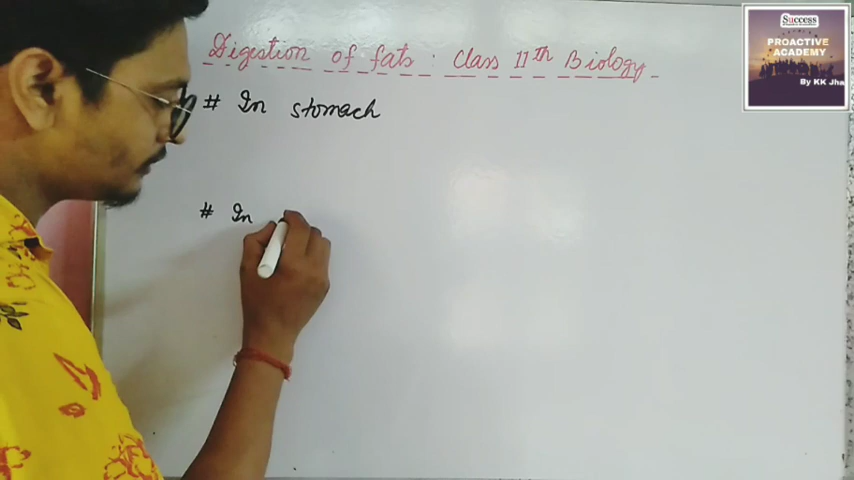 Digestion of fats : Class 11th Biology
# In stomach
# In
Success
PROACTIVE
ACADEMY
By KK Jha